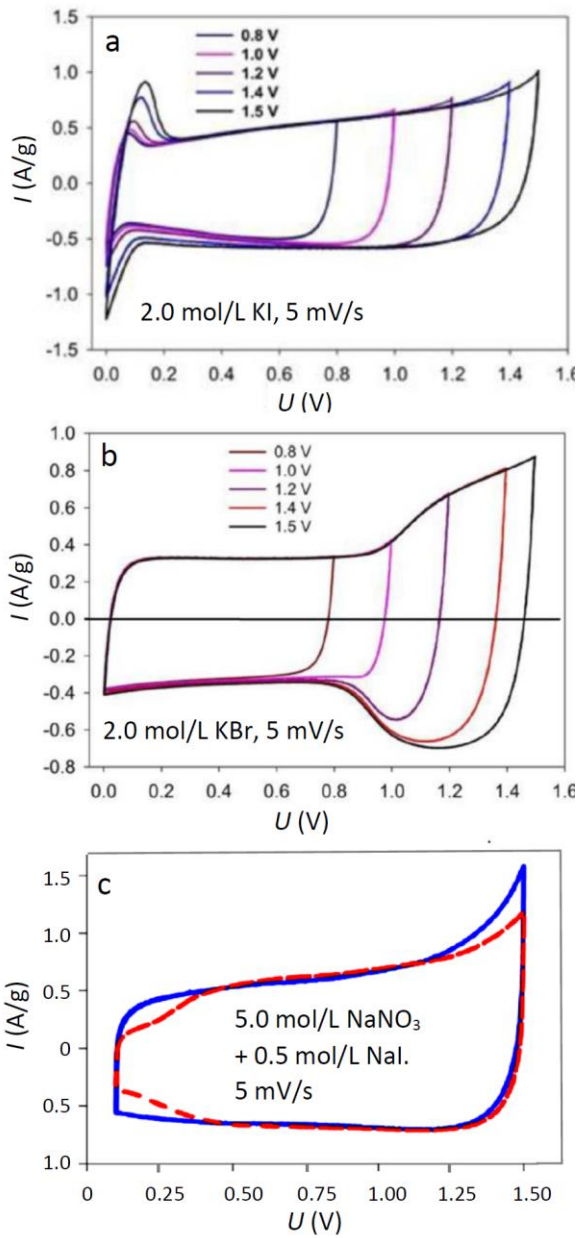 a
0.8 V
1.0 V
1.2 V
1.4 V
1.5 V
1.5
1.0
0.5
0.0
-0.5
-1.0
-1.5
I (A/g)
2.0 mol/L KI, 5 mV/s
0.0 0.2 0.4 0.6 0.8 1.0 1.2 1.4 1.6
U (V)
b
0.8 V
1.0 V
1.2 V
1.4 V
1.5 V
1.0
0.8
0.6
0.4
0.2
0.0
-0.2
-0.4
-0.6
-0.8
I (A/g)
2.0 mol/L KBr, 5 mV/s
0.0 0.2 0.4 0.6 0.8 1.0 1.2 1.4 1.6
U (V)
c
1.5
1.0
0.5
0
0.5
1.0
I (A/g)
5.0 mol/L NaNO₃
+ 0.5 mol/L NaI.
5 mV/s
0 0.25 0.50 0.75 1.00 1.25 1.50
U (V)